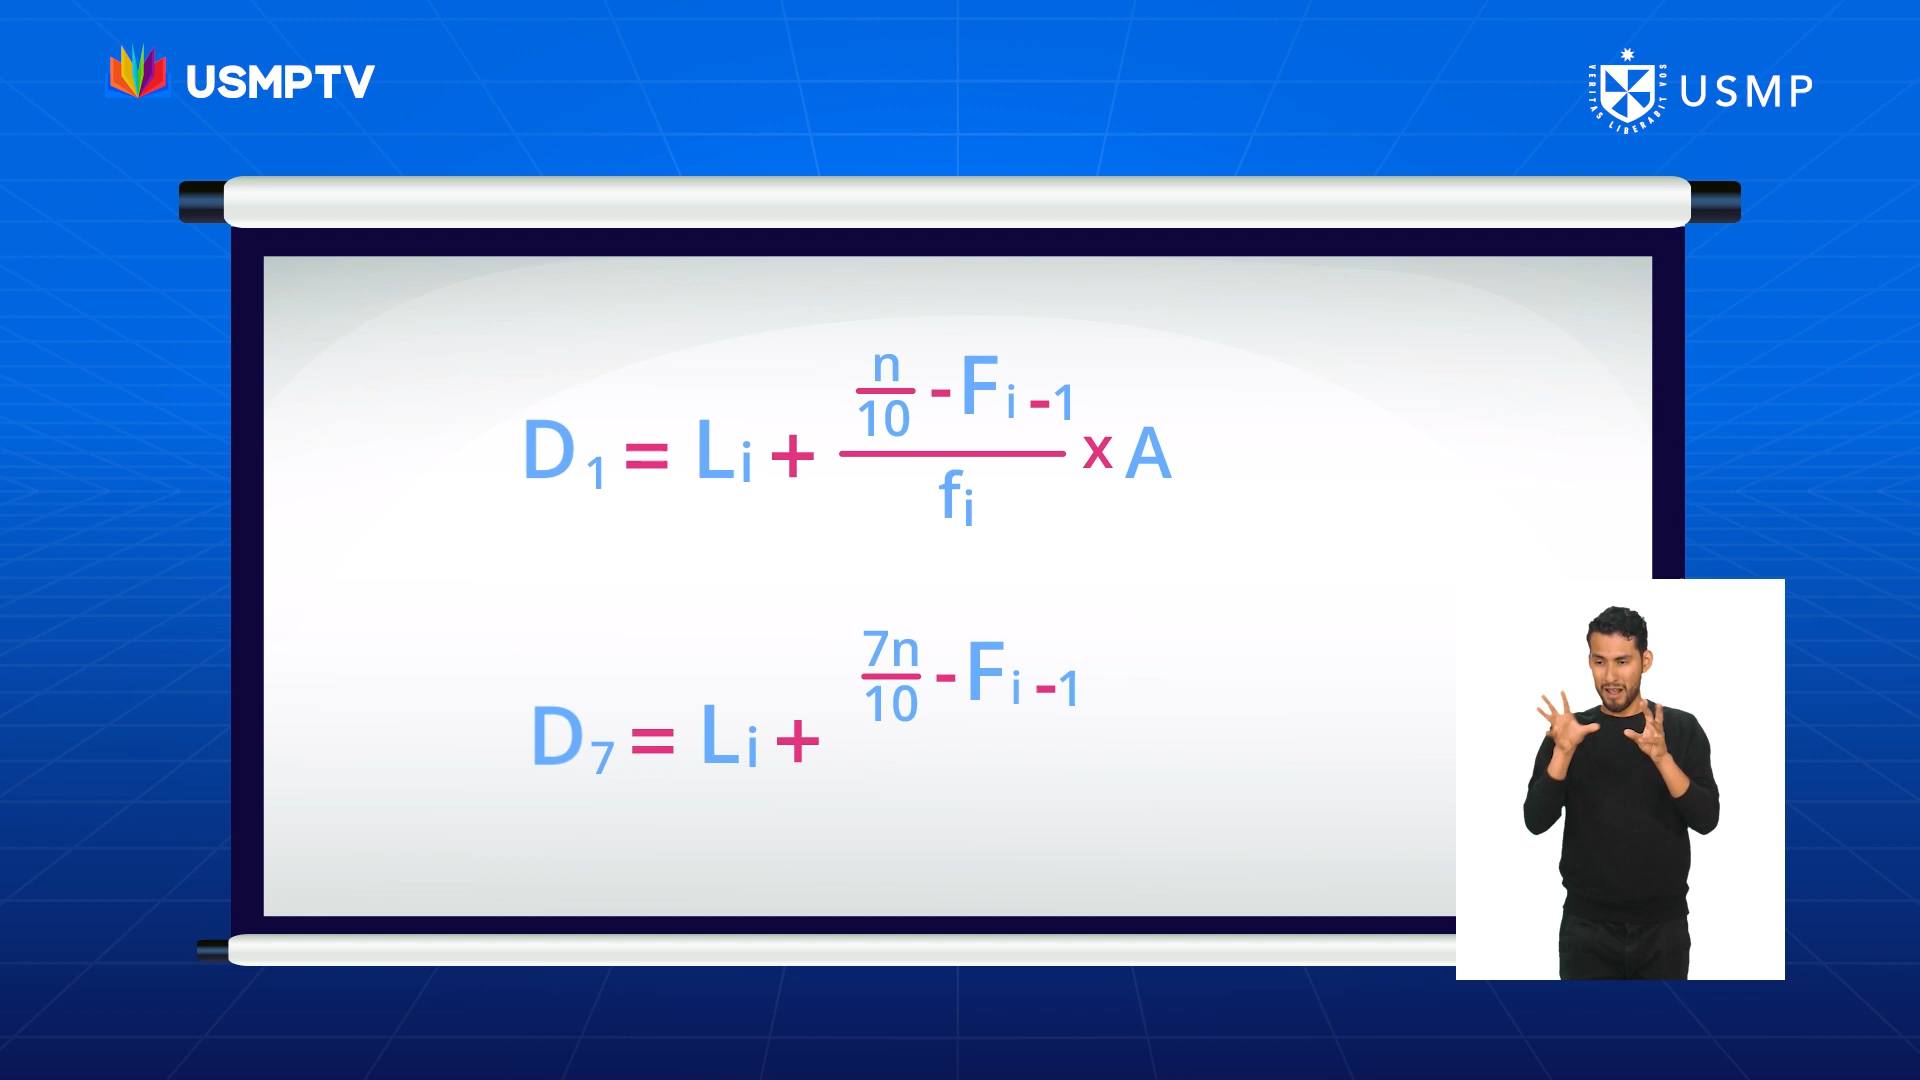 USMPTV
VERITAS LIBERABIT VOS
USMP
D₁ = Lᵢ + (n/10 - Fᵢ₋₁)/fᵢ x A
D₇ = Lᵢ + 7n/10 - Fᵢ₋₁